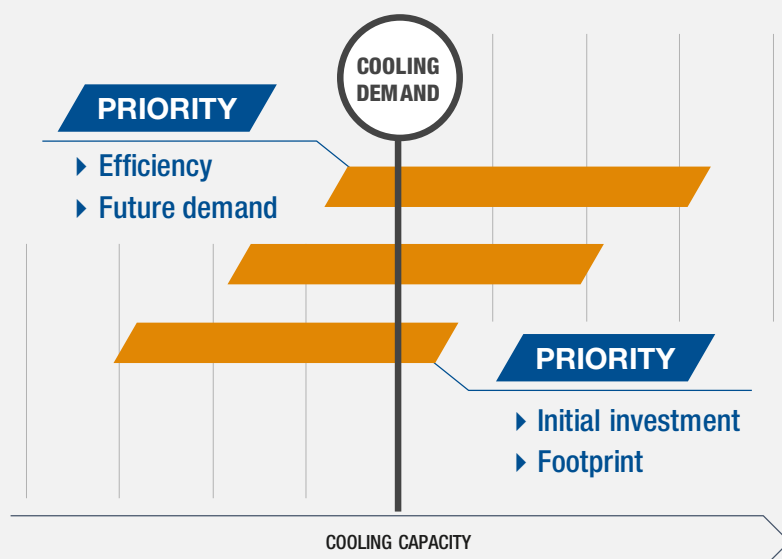 COOLING
DEMAND
PRIORITY
Efficiency
Future demand
PRIORITY
Initial investment
Footprint
COOLING CAPACITY